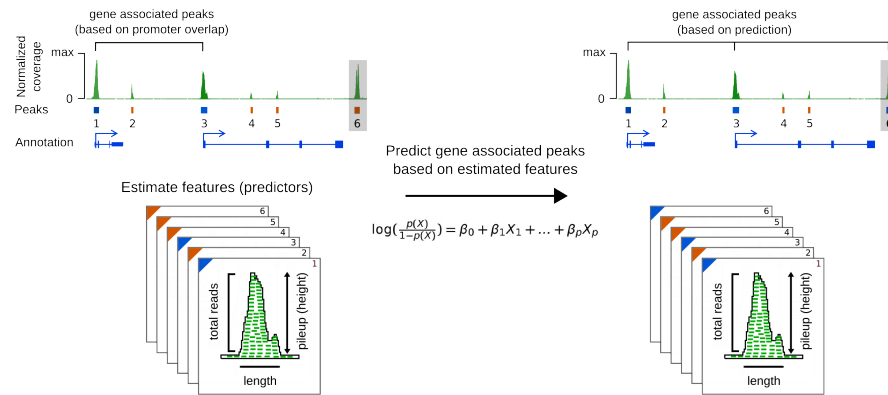 gene associated peaks
(based on promoter overlap)
Normalized
coverage
max
0
Peaks
1 2 3 4 5 6
Annotation
Estimate features (predictors)
6
5
4
3
2
1
total reads
pileup (height)
length
Predict gene associated peaks
based on estimated features
log(p(X)/1−p(X)) = β0 + β1X1 + ... + βpXp
gene associated peaks
(based on prediction)
max
0
1 2 3 4 5 6
6
5
4
3
2
1
total reads
pileup (height)
length